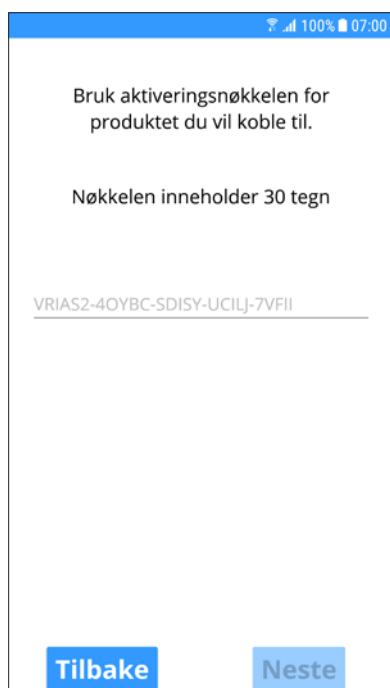 100% 07:00
Bruk aktiveringsnøkkelen for
produktet du vil koble til.
Nøkkelen inneholder 30 tegn
VRIAS2-4OYBC-SDISY-UCILJ-7VFII
Tilbake
Neste